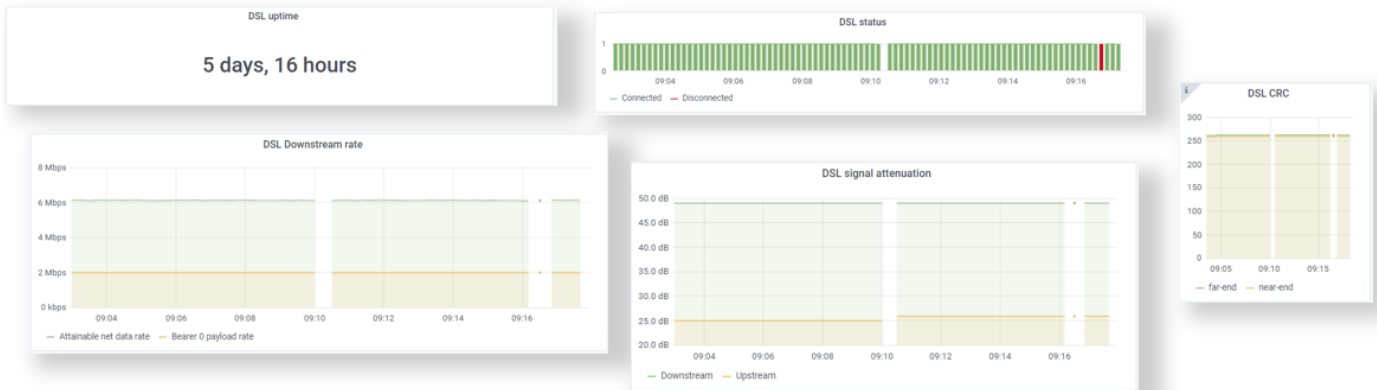 DSL uptime
5 days, 16 hours
DSL status
1
0
09:04 09:06 09:08 09:10 09:12 09:14 09:16
Connected Disconnected
DSL Downstream rate
8 Mbps
6 Mbps
4 Mbps
2 Mbps
0 kbps
09:04 09:06 09:08 09:10 09:12 09:14 09:16
Attainable net data rate Bearer 0 payload rate
DSL signal attenuation
50.0 dB
45.0 dB
40.0 dB
35.0 dB
30.0 dB
25.0 dB
20.0 dB
09:04 09:06 09:08 09:10 09:12 09:14 09:16
Downstream Upstream
i
DSL CRC
300
250
200
150
100
50
0
09:05 09:10 09:15
far-end near-end